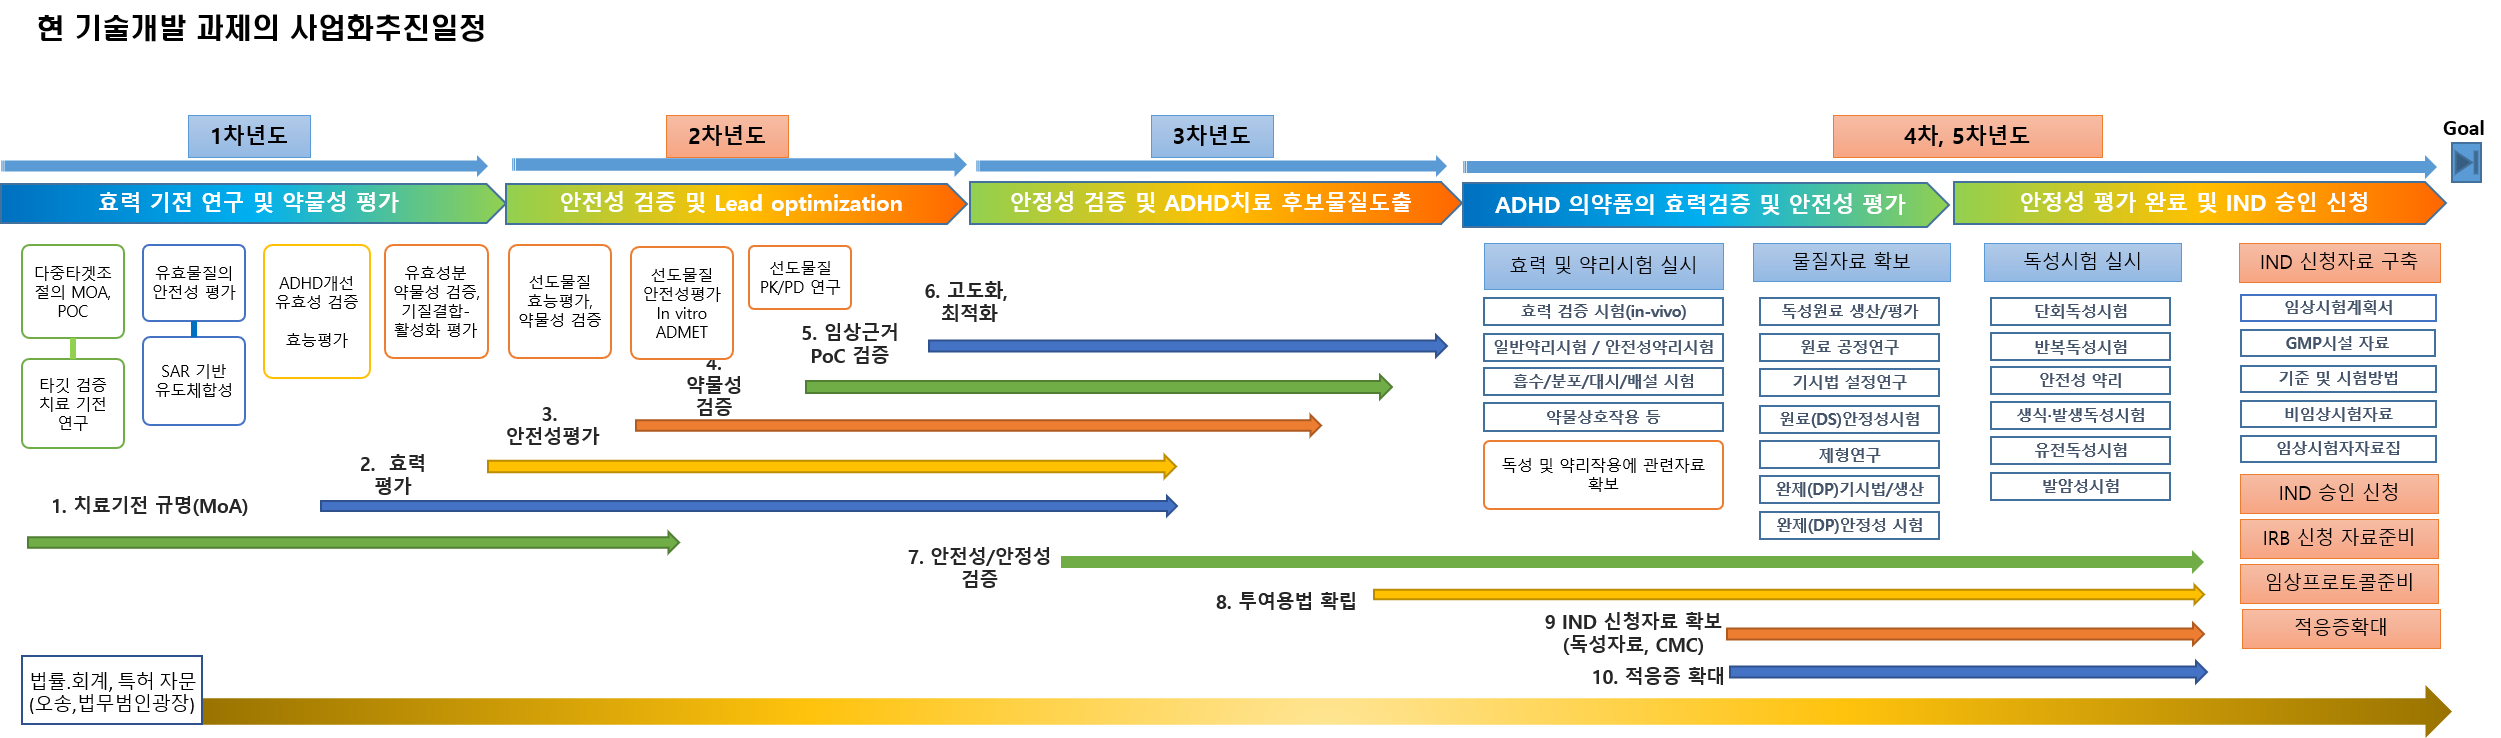 현 기술개발 과제의 사업화추진일정
1차년도
2차년도
3차년도
4차, 5차년도
Goal
효력 기전 연구 및 약물성 평가
안전성 검증 및 Lead optimization
안정성 검증 및 ADHD치료 후보물질도출
ADHD 의약품의 효력검증 및 안전성 평가
안정성 평가 완료 및 IND 승인 신청
다중타겟조
절의 MOA,
POC
타깃 검증
치료 기전
연구
유효물질의
안전성 평가
SAR 기반
유도체합성
ADHD개선
유효성 검증
효능평가
유효성분
약물성 검증,
기질결합-
활성화 평가
선도물질
효능평가,
약물성 검증
선도물질
안전성평가
In vitro
ADMET
선도물질
PK/PD 연구
1. 치료기전 규명(MoA)
2. 효력
평가
3.
안전성평가
4.
약물성
검증
5. 임상근거
PoC 검증
6. 고도화,
최적화
7. 안전성/안정성
검증
8. 투여용법 확립
9 IND 신청자료 확보
(독성자료, CMC)
10. 적응증 확대
효력 및 약리시험 실시
효력 검증 시험(in-vivo)
일반약리시험 / 안전성약리시험
흡수/분포/대시/배설 시험
약물상호작용 등
독성 및 약리작용에 관련자료
확보
물질자료 확보
독성원료 생산/평가
원료 공정연구
기시법 설정연구
원료(DS)안정성시험
제형연구
완제(DP)기시법/생산
완제(DP)안정성 시험
독성시험 실시
단회독성시험
반복독성시험
안전성 약리
생식·발생독성시험
유전독성시험
발암성시험
IND 신청자료 구축
임상시험계획서
GMP시설 자료
기준 및 시험방법
비임상시험자료
임상시험자자료집
IND 승인 신청
IRB 신청 자료준비
임상프로토콜준비
적응증확대
법률.회계, 특허 자문
(오송,법무범인광장)